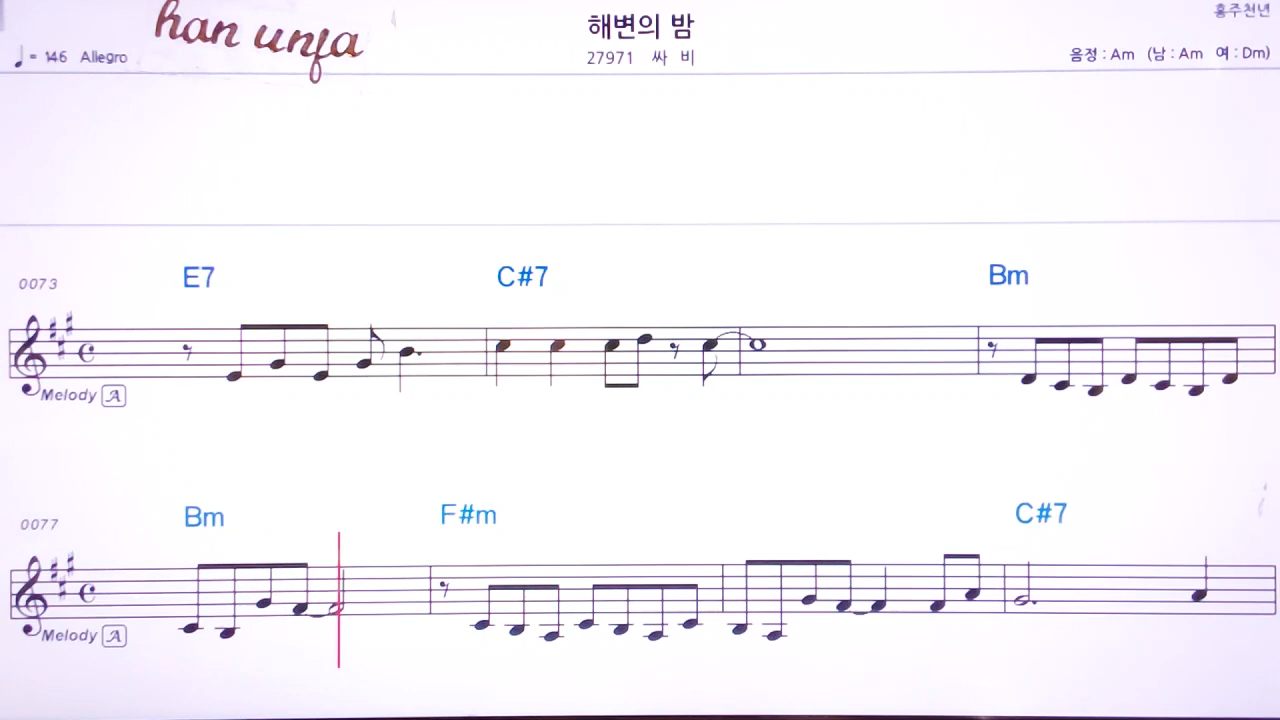 han unja
해변의 밤
홍주천년
♩= 146 Allegro
27971 싸 비
음정 : Am (남 : Am 여 : Dm)
0073
E7 C#7 Bm
Melody A
0077
Bm F#m C#7
Melody A